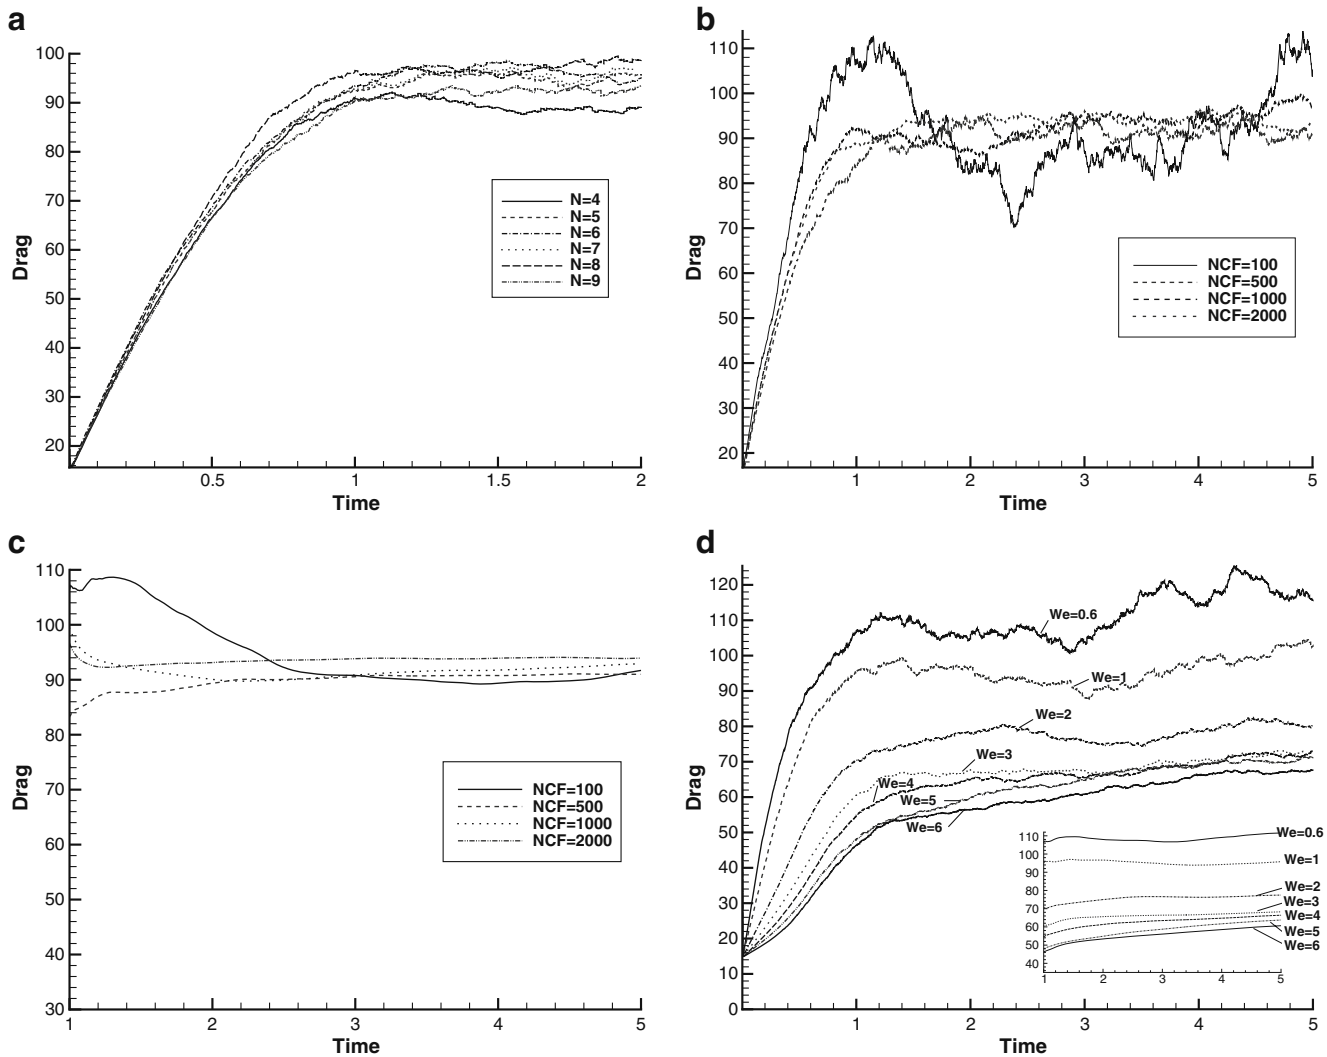 a
100
90
80
70
60
50
40
30
20
Drag
0.5
1
1.5
2
Time
N=4
N=5
N=6
N=7
N=8
N=9
b
110
100
90
80
70
60
50
40
30
20
Drag
1
2
3
4
5
Time
NCF=100
NCF=500
NCF=1000
NCF=2000
c
110
100
90
80
70
60
50
40
30
Drag
1
2
3
4
5
Time
NCF=100
NCF=500
NCF=1000
NCF=2000
d
120
110
100
90
80
70
60
50
40
30
20
10
0
Drag
1
2
3
4
5
Time
We=0.6
We=1
We=2
We=3
We=4
We=5
We=6
110
100
90
80
70
60
50
40
1
2
3
4
5
We=0.6
We=1
We=2
We=3
We=4
We=5
We=6